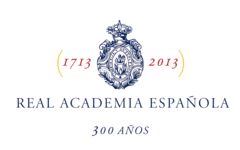 (1713 2013)
REAL ACADEMIA ESPAÑOLA
300 AÑOS